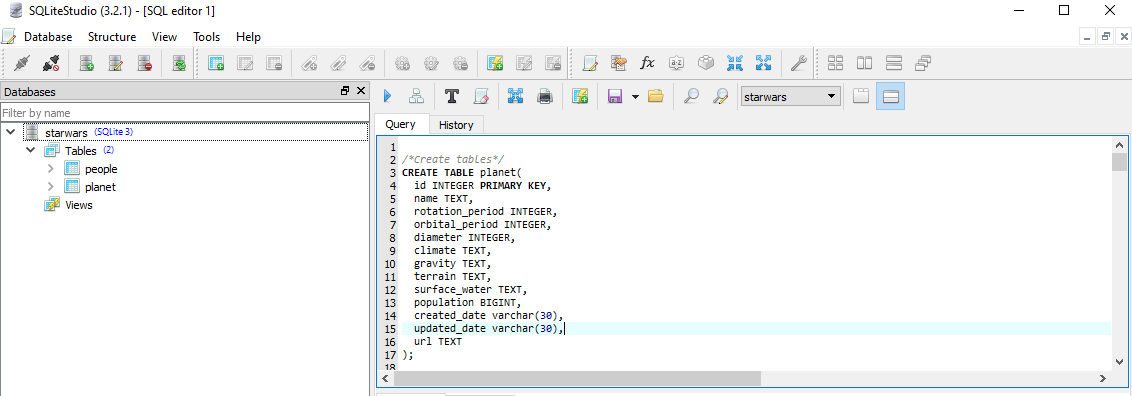 SQLiteStudio (3.2.1) - [SQL editor 1]
Database Structure View Tools Help
Databases
Filter by name
starwars (SQLite 3)
Tables (2)
people
planet
Views
starwars
Query History
1
2 /*Create tables*/
3 CREATE TABLE planet(
4 id INTEGER PRIMARY KEY,
5 name TEXT,
6 rotation_period INTEGER,
7 orbital_period INTEGER,
8 diameter INTEGER,
9 climate TEXT,
10 gravity TEXT,
11 terrain TEXT,
12 surface_water TEXT,
13 population BIGINT,
14 created_date varchar(30),
15 updated_date varchar(30),
16 url TEXT
17 );
18